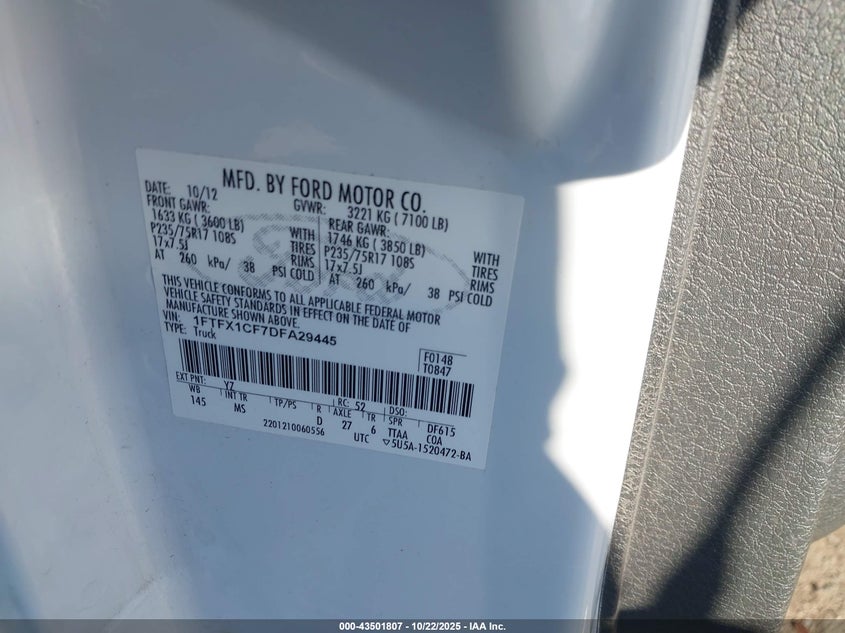 MFD. BY FORD MOTOR CO.
DATE: 10/12 GVWR: 3221 KG (7100 LB)
FRONT GAWR: REAR GAWR:
1633 KG (3600 LB) WITH 1746 KG (3850 LB) WITH
P235/75R17 108S TIRES P235/75R17 108S TIRES
17x7.5J RIMS 17x7.5J RIMS
AT 260 kPa/ 38 PSI COLD AT 260 kPa/ 38 PSI COLD
THIS VEHICLE CONFORMS TO ALL APPLICABLE FEDERAL MOTOR
VEHICLE SAFETY STANDARDS IN EFFECT ON THE DATE OF
MANUFACTURE SHOWN ABOVE.
VIN: 1FTFX1CF7DFA29445
TYPE: Truck
F0148
T0847
EXT PNT: YZ RC: 52 DSO:
WB INT TR TP/PS R AXLE TR SPR DF615
145 MS D 27 6 TTAA COA
2201210060556 UTC ▽5U5A-1520472-BA
000-43501807 - 10/22/2025 - IAA Inc.